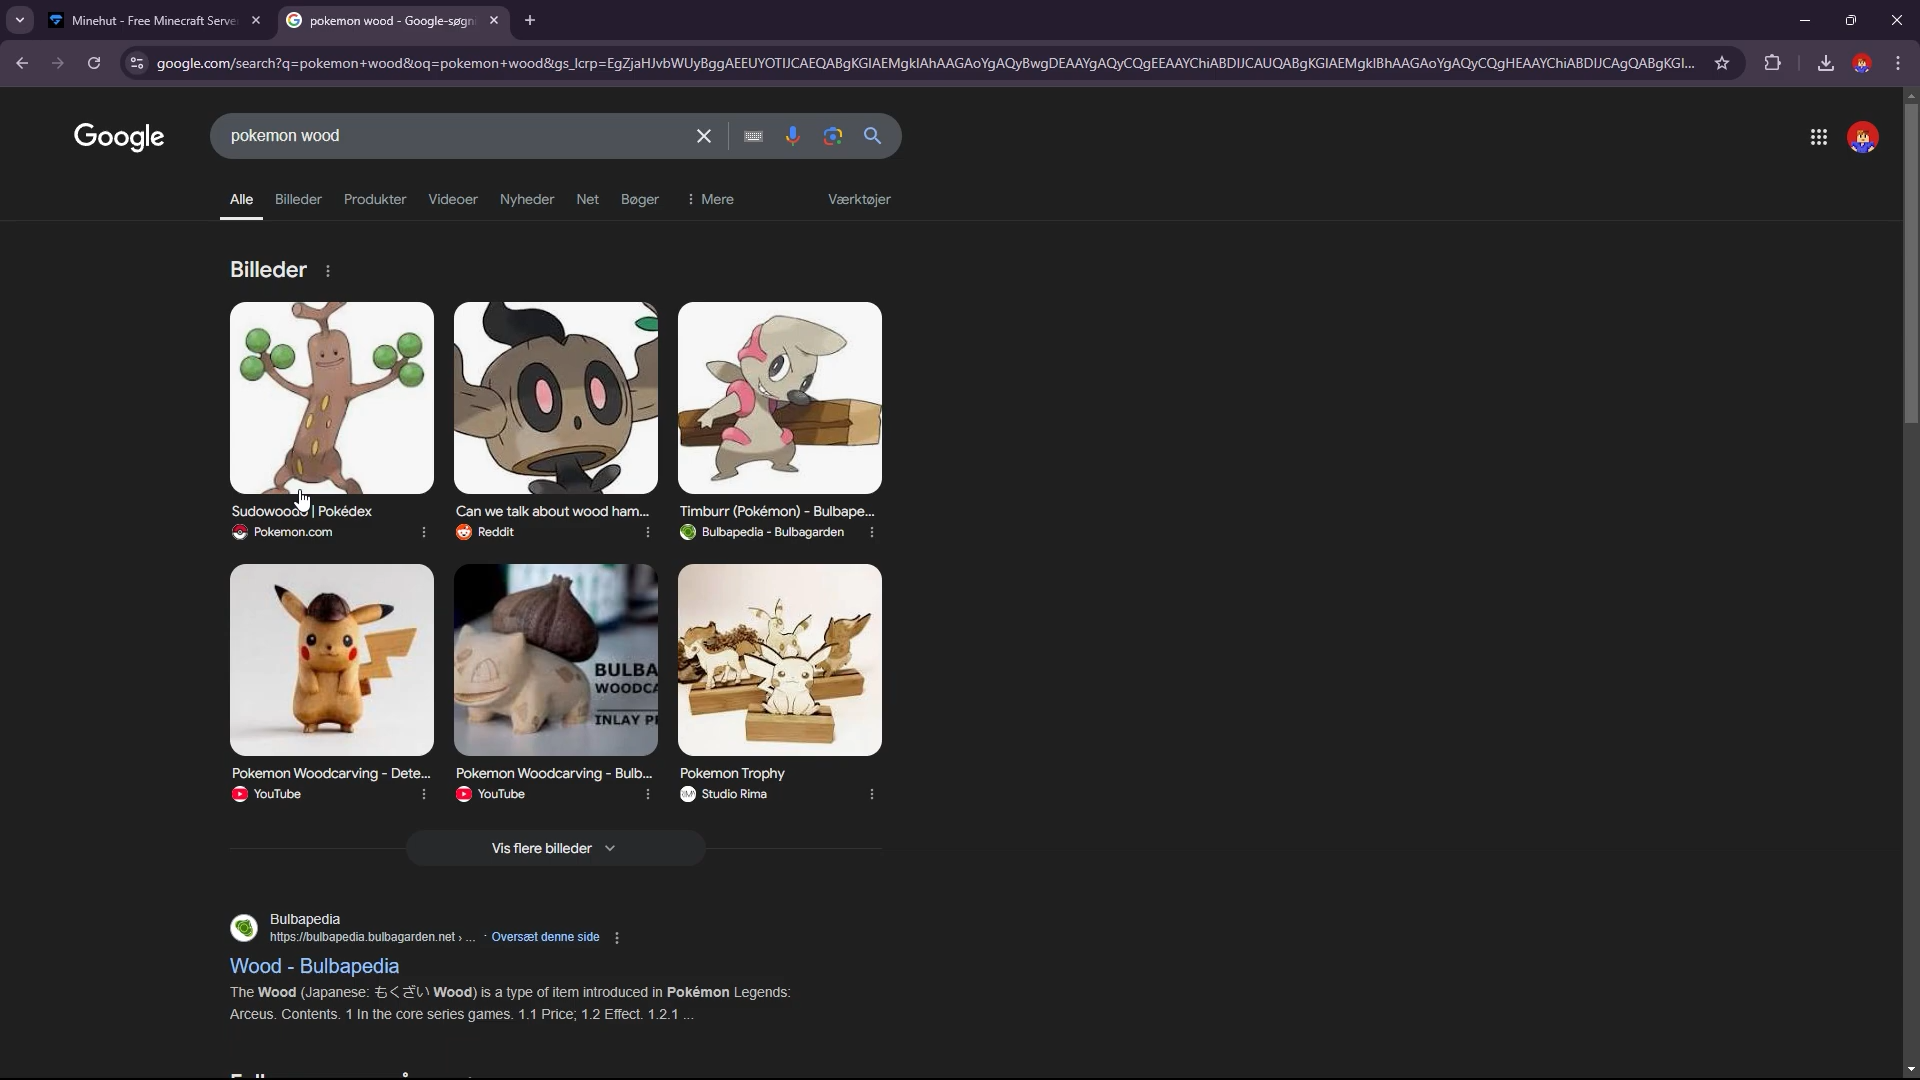 Minehut - Free Minecraft Serve
pokemon wood - Google-søgn
google.com/search?q=pokemon+wood&oq=pokemon+wood&gs_lcrp=
Google
pokemon wood
Alle
Billeder
Produkter
Videoer
Nyheder
Net
Bøger
Mere
Værktøjer
Billeder
Sudowoodo | Pokédex
Pokemon.com
Can we talk about wood ham...
Reddit
Timburr (Pokémon) - Bulbape...
Bulbapedia - Bulbagarden
BULBA
WOODCA
INLAY P
Pokemon Woodcarving - Dete...
YouTube
Pokemon Woodcarving - Bulb...
YouTube
Pokemon Trophy
Studio Rima
Vis flere billeder
Bulbapedia
https://bulbapedia.bulbagarden.net › ... · Oversæt denne side
Wood - Bulbapedia
The Wood (Japanese: もくざい Wood) is a type of item introduced in Pokémon Legends:
Arceus. Contents. 1 In the core series games. 1.1 Price; 1.2 Effect. 1.2.1 ...